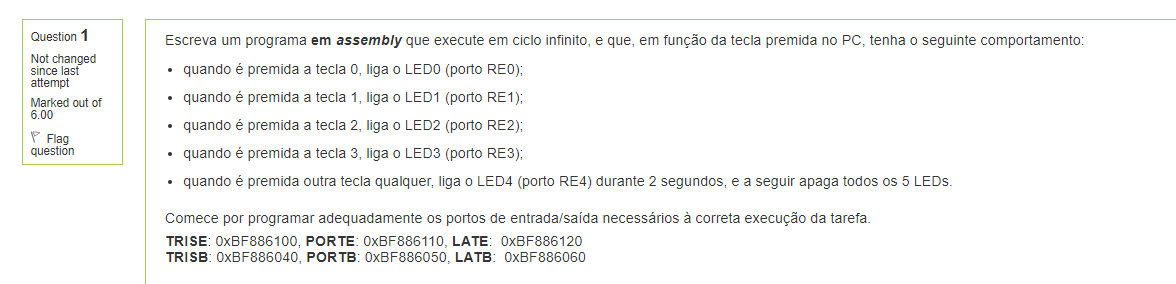 Question 1
Not changed
since last
attempt
Marked out of
6.00
Flag
question
Escreva um programa em assembly que execute em ciclo infinito, e que, em função da tecla premida no PC, tenha o seguinte comportamento:
• quando é premida a tecla 0, liga o LED0 (porto RE0);
• quando é premida a tecla 1, liga o LED1 (porto RE1);
• quando é premida a tecla 2, liga o LED2 (porto RE2);
• quando é premida a tecla 3, liga o LED3 (porto RE3);
• quando é premida outra tecla qualquer, liga o LED4 (porto RE4) durante 2 segundos, e a seguir apaga todos os 5 LEDs.
Comece por programar adequadamente os portos de entrada/saída necessários à correta execução da tarefa.
TRISE: 0xBF886100, PORTE: 0xBF886110, LATE: 0xBF886120
TRISB: 0xBF886040, PORTB: 0xBF886050, LATB: 0xBF886060